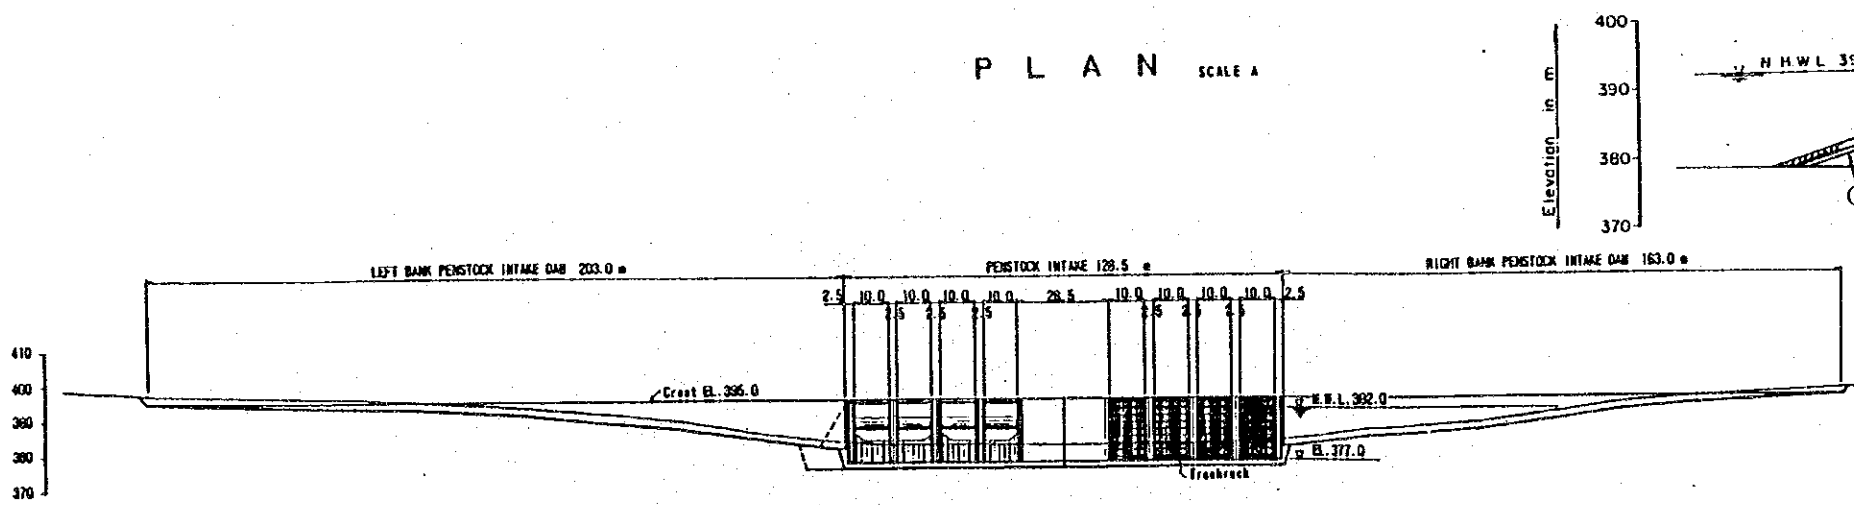 PLAN SCALE A
400
390
380
370
Elevation in m
N H W L 39
LEFT BANK PENSTOCK INTAKE DAM 203.0 m
PENSTOCK INTAKE 128.5 m
RIGHT BANK PENSTOCK INTAKE DAM 163.0 m
2.5 10.0 10.0 10.0 10.0 28.5 10.0 10.0 10.0 10.0 2.5
2.5 2.5 2.5 2.5 2.5 2.5
410
400
390
380
370
Crest EL.395.0
N.W.L.392.0
EL.377.0
Trashrack